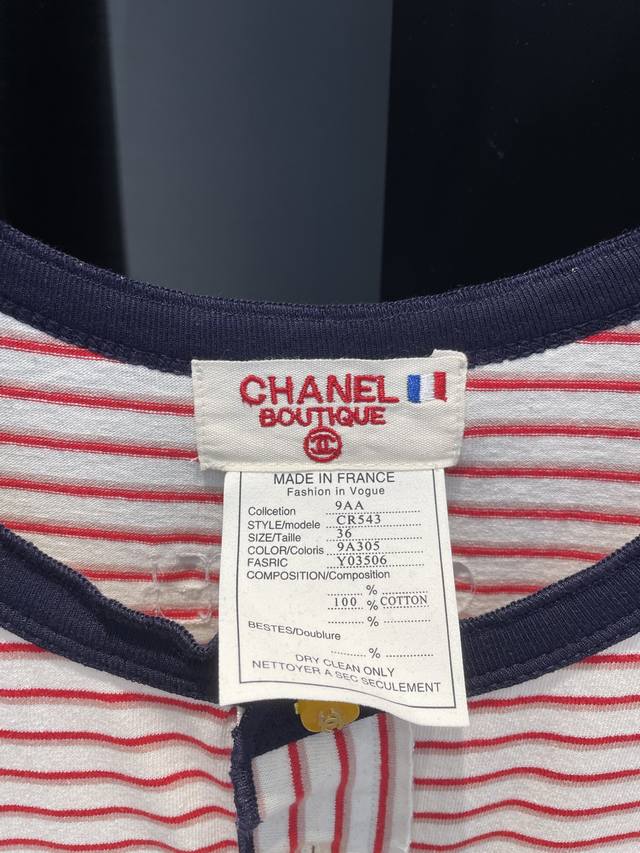 CHANEL
BOUTIQUE
MADE IN FRANCE
Fashion in Vogue
Collcetion 9AA
STYLE/modele CR543
SIZE/Taille 36
COLOR/Coloris 9A305
FASRIC Y03506
COMPOSITION/Composition
%
100 % COTTON
%
BESTES/Doublure
DRY CLEAN ONLY
NETTOYER A SEC SECULEMENT